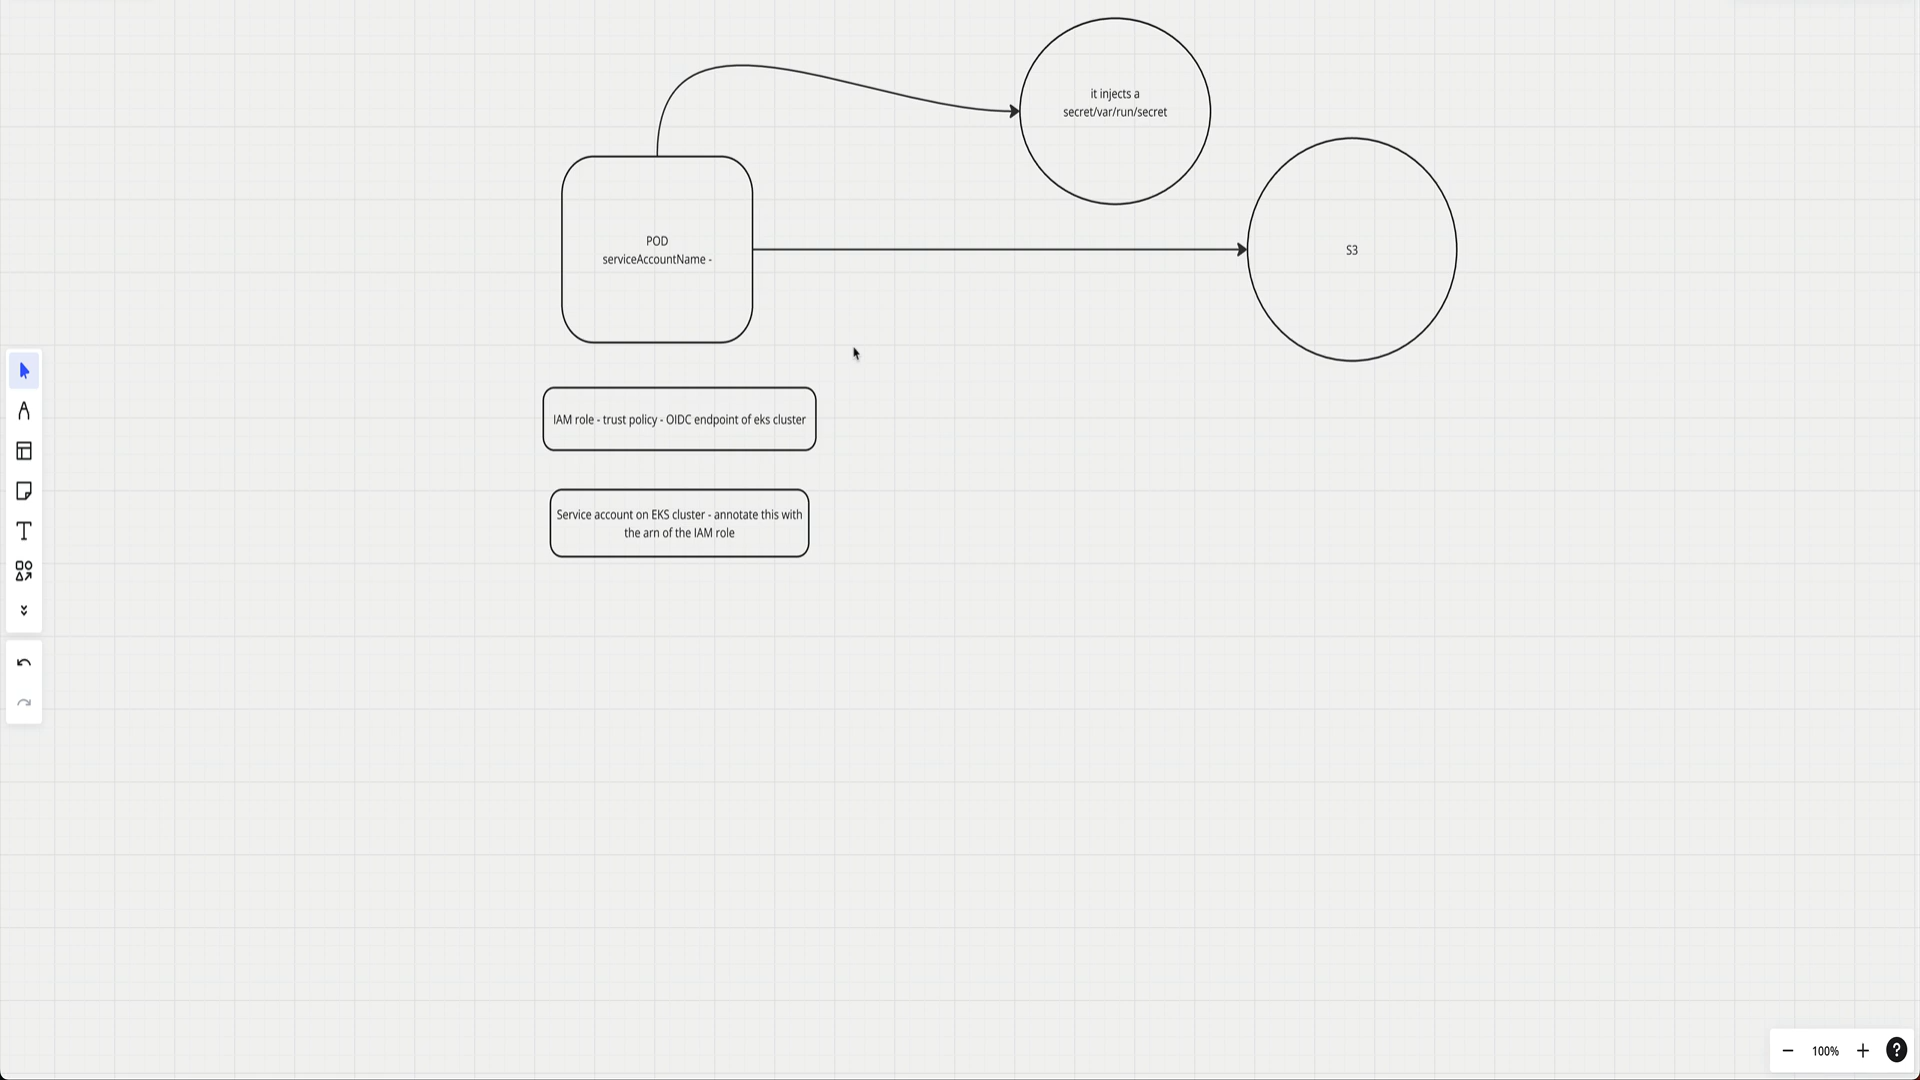 it injects a
secret/var/run/secret
POD
serviceAccountName -
S3
IAM role - trust policy - OIDC endpoint of eks cluster
Service account on EKS cluster - annotate this with
the arn of the IAM role
100%